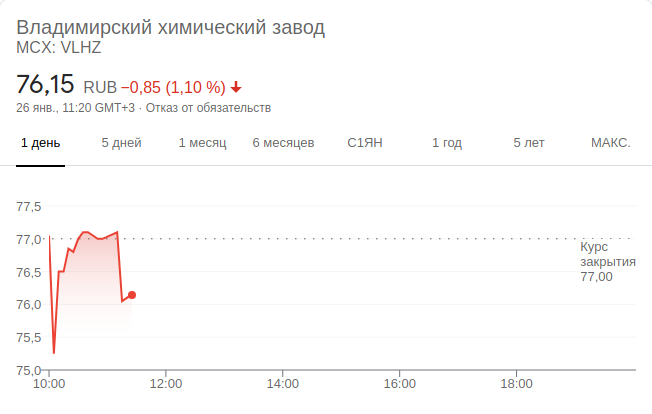 Владимирский химический завод
MCX: VLHZ
76,15 RUB −0,85 (1,10 %)
26 янв., 11:20 GMT+3 · Отказ от обязательств
1 день 5 дней 1 месяц 6 месяцев С1ЯН 1 год 5 лет МАКС.
77,5
77,0
Курс
закрытия
77,00
76,5
76,0
75,5
75,0
10:00 12:00 14:00 16:00 18:00